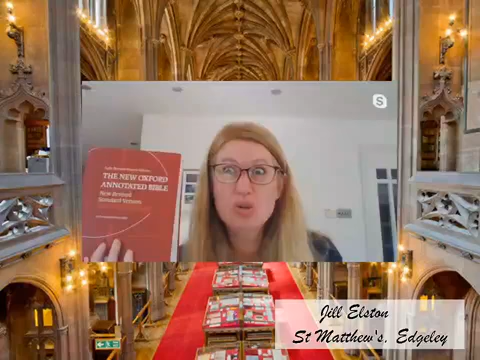 THE NEW OXFORD
ANNOTATED BIBLE
New Revised
Standard Version
Jill Elston
St Matthew's, Edgeley